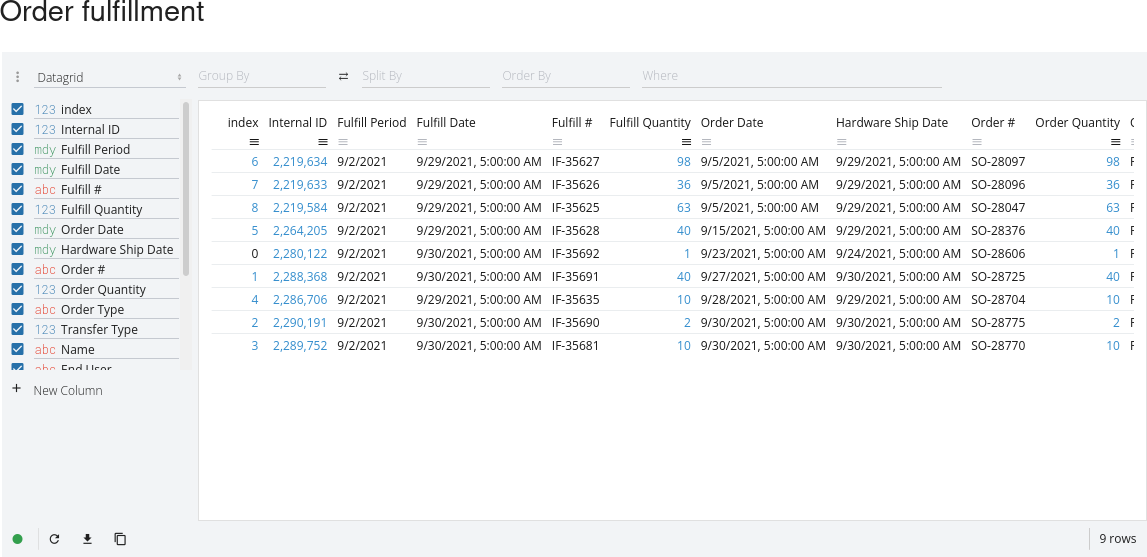 Order fulfillment
Datagrid Group By Split By Order By Where
123 index
123 Internal ID
mdy Fulfill Period
mdy Fulfill Date
abc Fulfill #
123 Fulfill Quantity
mdy Order Date
mdy Hardware Ship Date
abc Order #
123 Order Quantity
abc Order Type
123 Transfer Type
abc Name
abc End User
+ New Column
index Internal ID Fulfill Period Fulfill Date Fulfill # Fulfill Quantity Order Date Hardware Ship Date Order # Order Quantity
6 2,219,634 9/2/2021 9/29/2021, 5:00:00 AM IF-35627 98 9/5/2021, 5:00:00 AM 9/29/2021, 5:00:00 AM SO-28097 98
7 2,219,633 9/2/2021 9/29/2021, 5:00:00 AM IF-35626 36 9/5/2021, 5:00:00 AM 9/29/2021, 5:00:00 AM SO-28096 36
8 2,219,584 9/2/2021 9/29/2021, 5:00:00 AM IF-35625 63 9/5/2021, 5:00:00 AM 9/29/2021, 5:00:00 AM SO-28047 63
5 2,264,205 9/2/2021 9/29/2021, 5:00:00 AM IF-35628 40 9/15/2021, 5:00:00 AM 9/29/2021, 5:00:00 AM SO-28376 40
0 2,280,122 9/2/2021 9/30/2021, 5:00:00 AM IF-35692 1 9/23/2021, 5:00:00 AM 9/24/2021, 5:00:00 AM SO-28606 1
1 2,288,368 9/2/2021 9/30/2021, 5:00:00 AM IF-35691 40 9/27/2021, 5:00:00 AM 9/30/2021, 5:00:00 AM SO-28725 40
4 2,286,706 9/2/2021 9/29/2021, 5:00:00 AM IF-35635 10 9/28/2021, 5:00:00 AM 9/29/2021, 5:00:00 AM SO-28704 10
2 2,290,191 9/2/2021 9/30/2021, 5:00:00 AM IF-35690 2 9/30/2021, 5:00:00 AM 9/30/2021, 5:00:00 AM SO-28775 2
3 2,289,752 9/2/2021 9/30/2021, 5:00:00 AM IF-35681 10 9/30/2021, 5:00:00 AM 9/30/2021, 5:00:00 AM SO-28770 10
9 rows